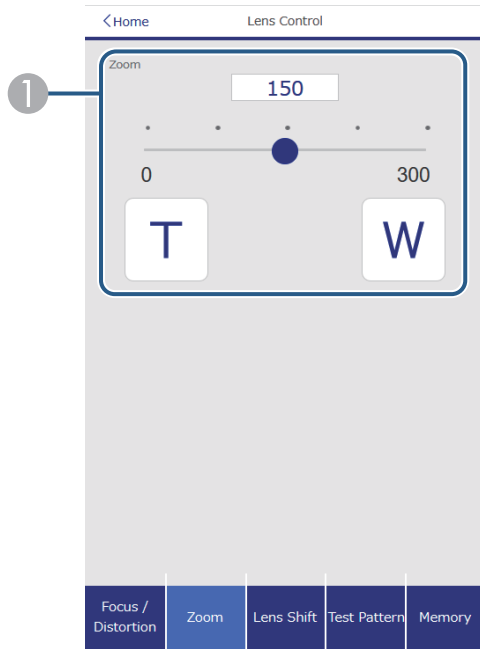 <Home
Lens Control
1
Zoom
150
0
300
T
W
Focus /
Distortion
Zoom
Lens Shift
Test Pattern
Memory